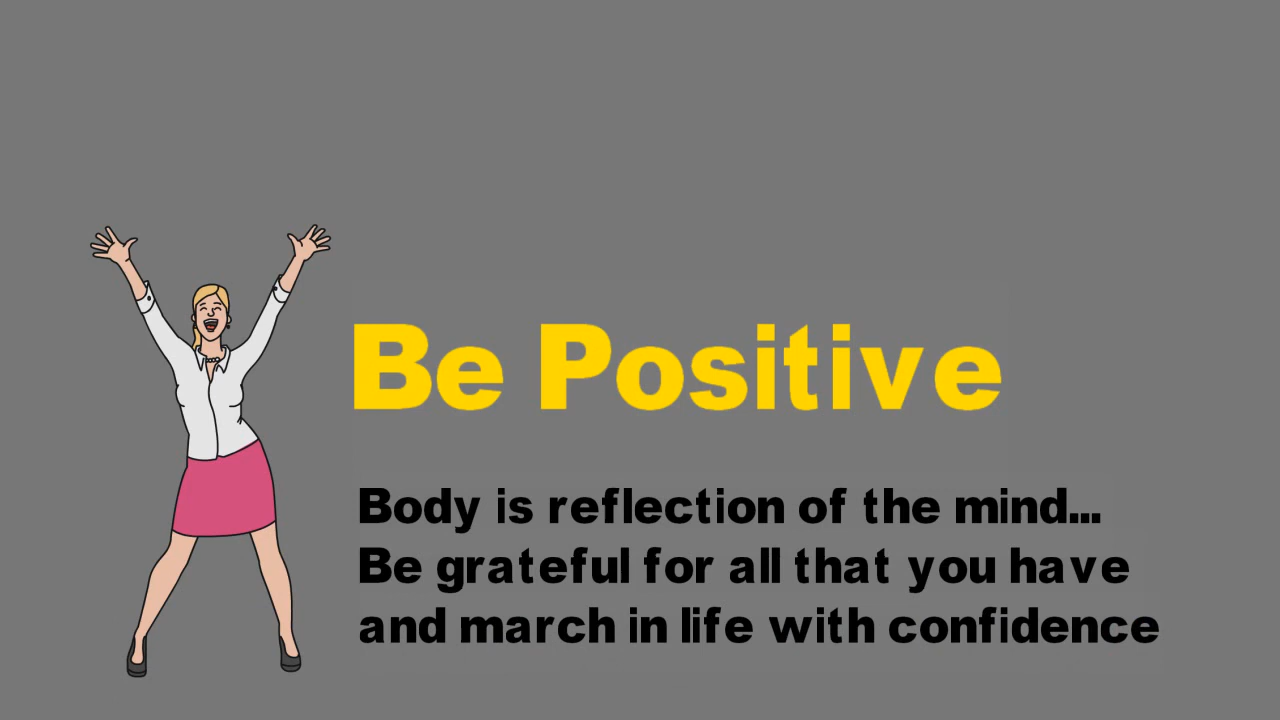 Be Positive
Body is reflection of the mind...
Be grateful for all that you have
and march in life with confidence